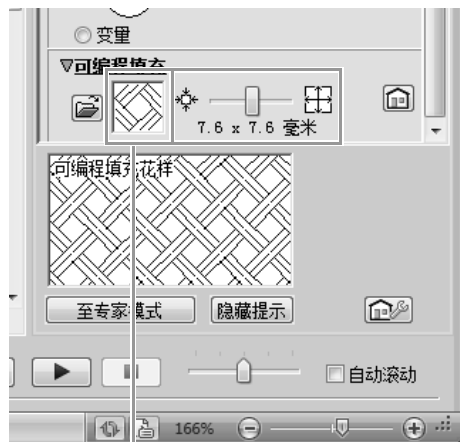 变量
▽可编程填充
7.6 x 7.6 毫米
可编程填充花样
至专家模式
隐藏提示
自动滚动
166%